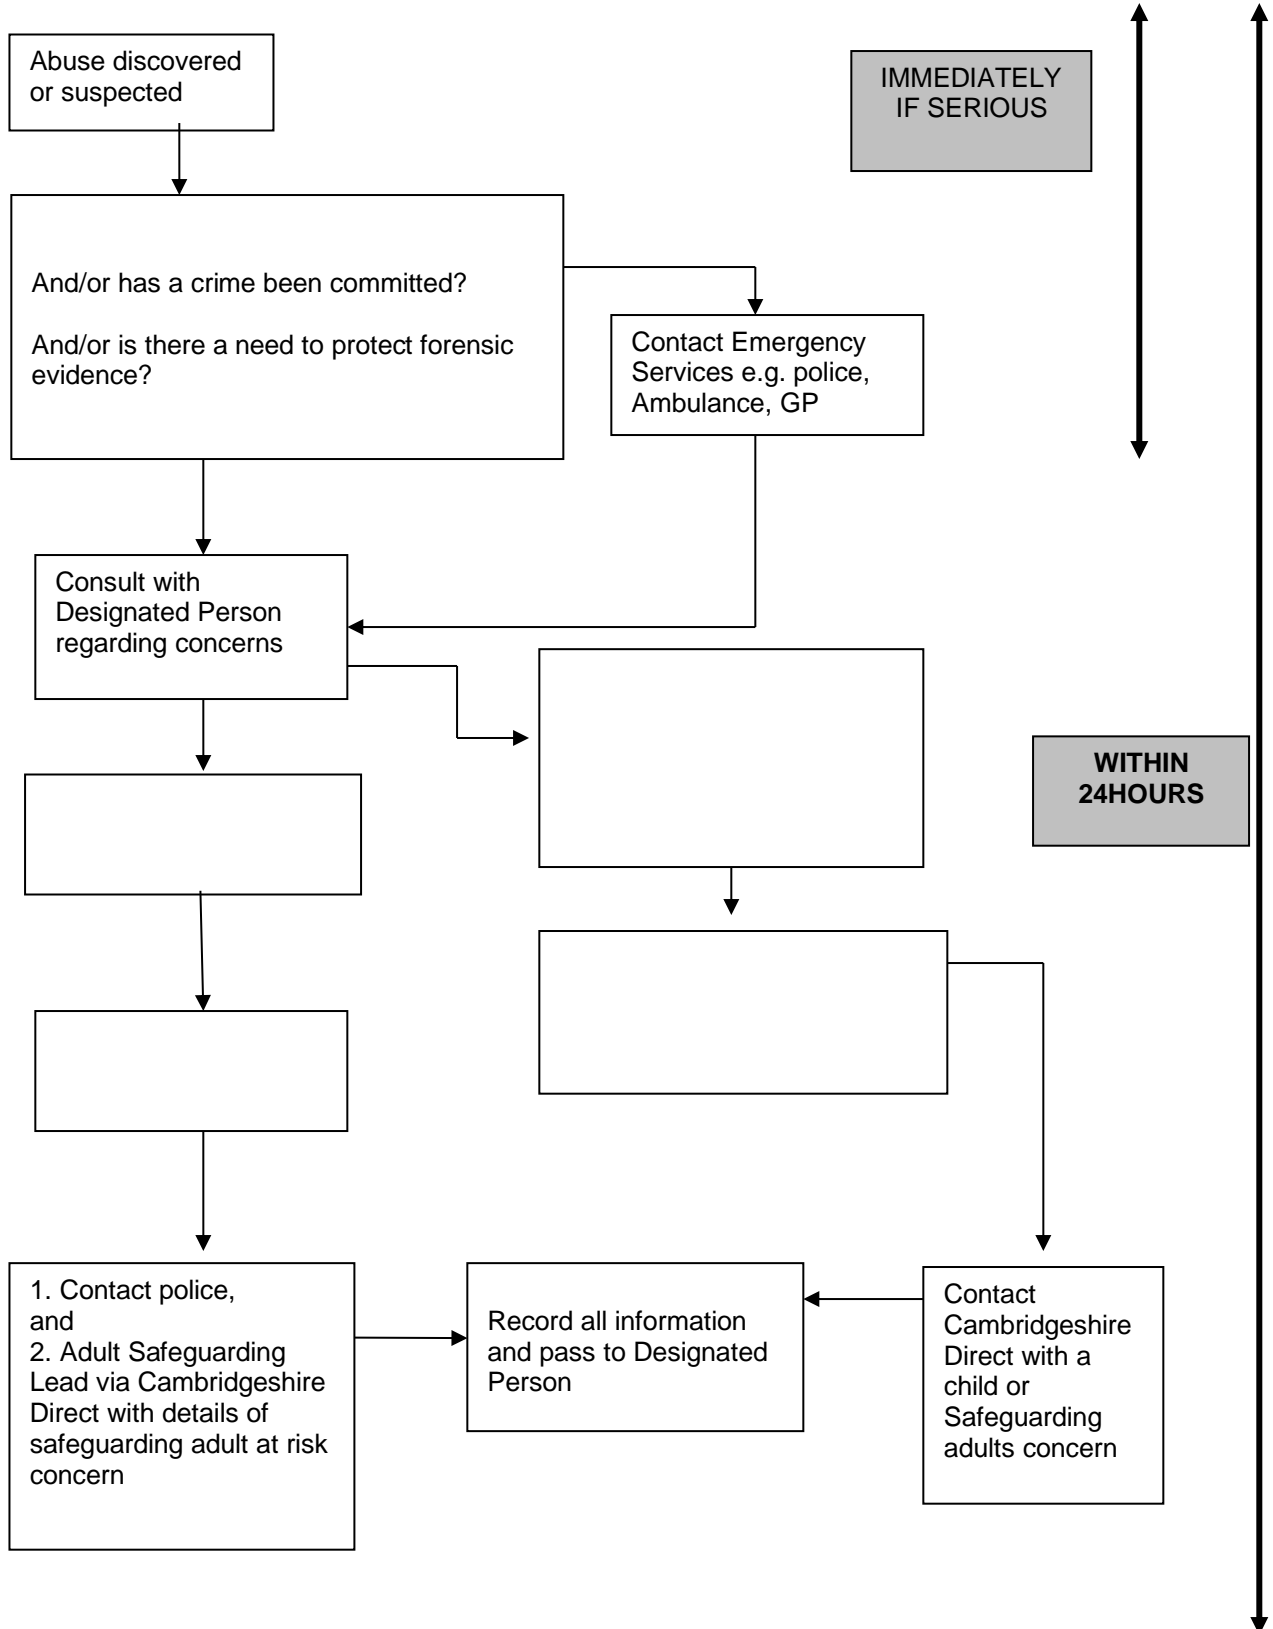 Abuse discovered
or suspected
IMMEDIATELY
IF SERIOUS
And/or has a crime been committed?
And/or is there a need to protect forensic
evidence?
Contact Emergency
Services e.g. police,
Ambulance, GP
Consult with
Designated Person
regarding concerns
WITHIN
24HOURS
1. Contact police,
and
2. Adult Safeguarding
Lead via Cambridgeshire
Direct with details of
safeguarding adult at risk
concern
Record all information
and pass to Designated
Person
Contact
Cambridgeshire
Direct with a
child or
Safeguarding
adults concern